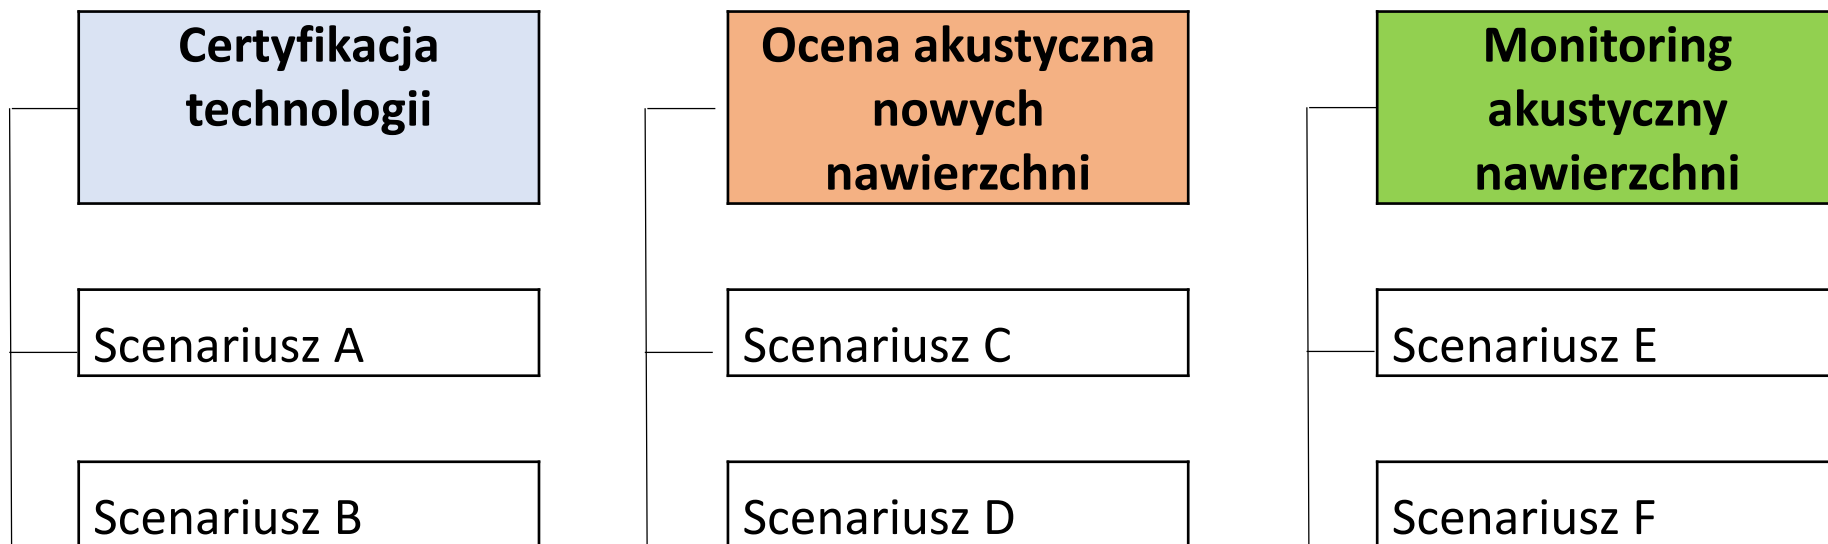 Certyfikacja
technologii
Scenariusz A
Scenariusz B
Ocena akustyczna
nowych
nawierzchni
Scenariusz C
Scenariusz D
Monitoring
akustyczny
nawierzchni
Scenariusz E
Scenariusz F